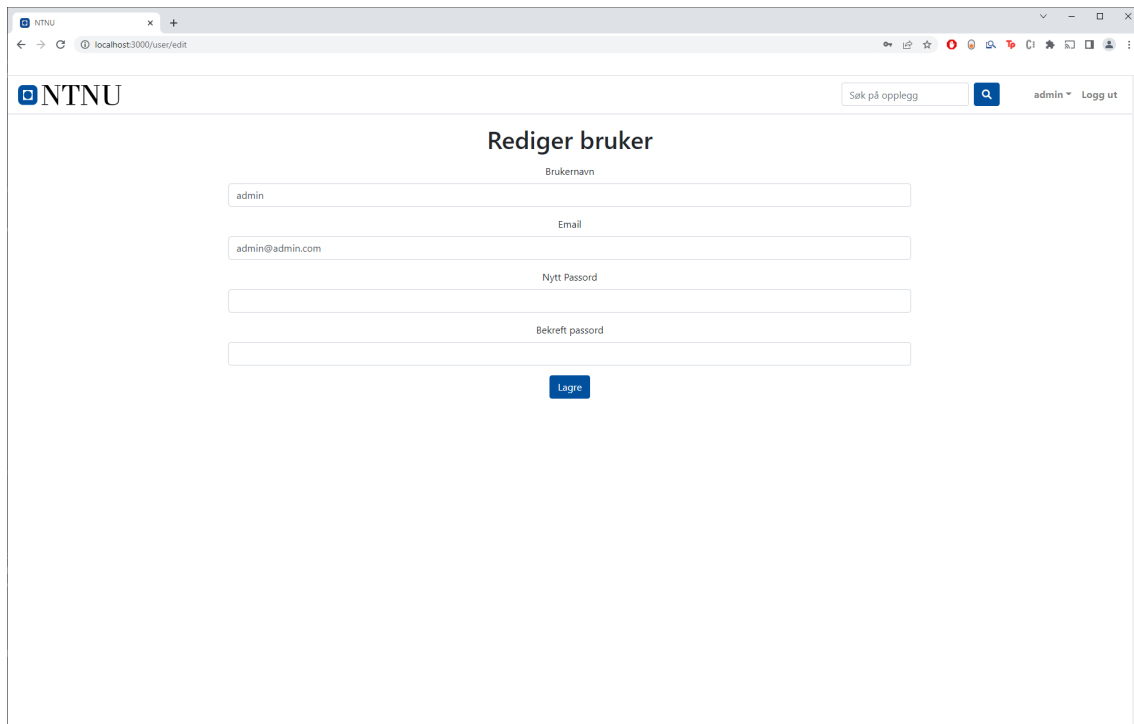 NTNU
localhost:3000/user/edit
NTNU
Søk på opplegg
admin
Logg ut
Rediger bruker
Brukernavn
admin
Email
admin@admin.com
Nytt Passord
Bekreft passord
Lagre